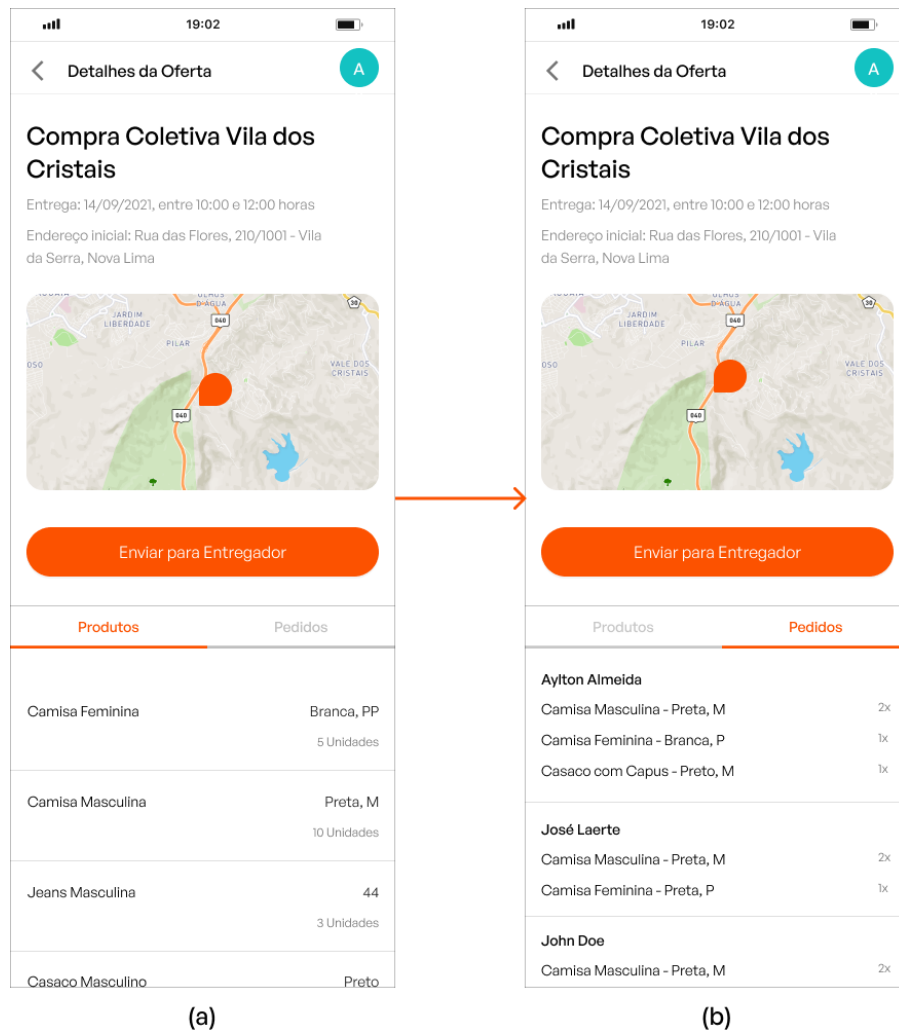 19:02
Detalhes da Oferta
A
Compra Coletiva Vila dos
Cristais
Entrega: 14/09/2021, entre 10:00 e 12:00 horas
Endereço inicial: Rua das Flores, 210/1001 - Vila
da Serra, Nova Lima
JARDIM
LIBERDADE
D'ÁGUA
040
30
PILAR
OSO
VALE DOS
CRISTAIS
040
Enviar para Entregador
Produtos
Pedidos
Camisa Feminina
Branca, PP
5 Unidades
Camisa Masculina
Preta, M
10 Unidades
Jeans Masculina
44
3 Unidades
Casaco Masculino
Preto
(a)
19:02
Detalhes da Oferta
A
Compra Coletiva Vila dos
Cristais
Entrega: 14/09/2021, entre 10:00 e 12:00 horas
Endereço inicial: Rua das Flores, 210/1001 - Vila
da Serra, Nova Lima
JARDIM
LIBERDADE
D'ÁGUA
040
30
PILAR
OSO
VALE DOS
CRISTAIS
040
Enviar para Entregador
Produtos
Pedidos
Aylton Almeida
Camisa Masculina - Preta, M 2x
Camisa Feminina - Branca, P 1x
Casaco com Capus - Preto, M 1x
José Laerte
Camisa Masculina - Preta, M 2x
Camisa Feminina - Preta, P 1x
John Doe
Camisa Masculina - Preta, M 2x
(b)